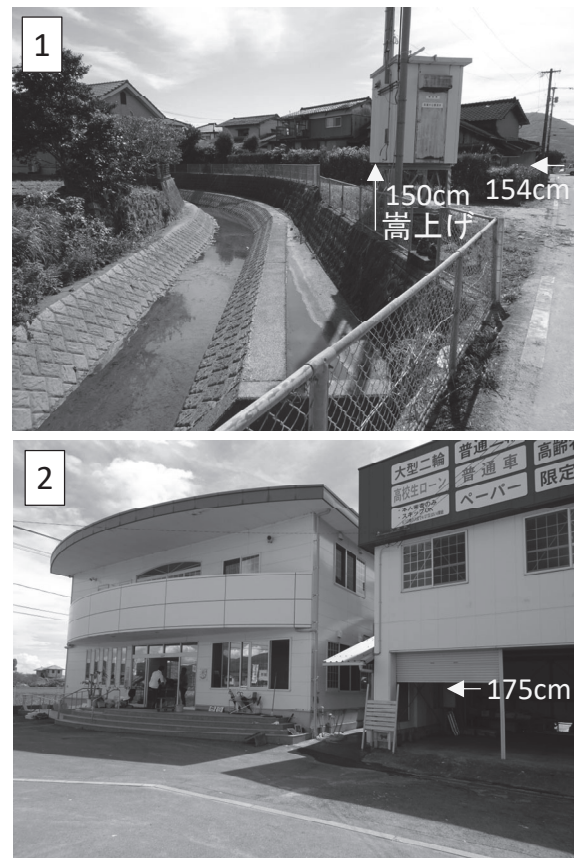 1
150cm
154cm
嵩上げ
2
大型二輪
普通二
高齢
高校生ローン
普通車
限定
ペーパー
175cm